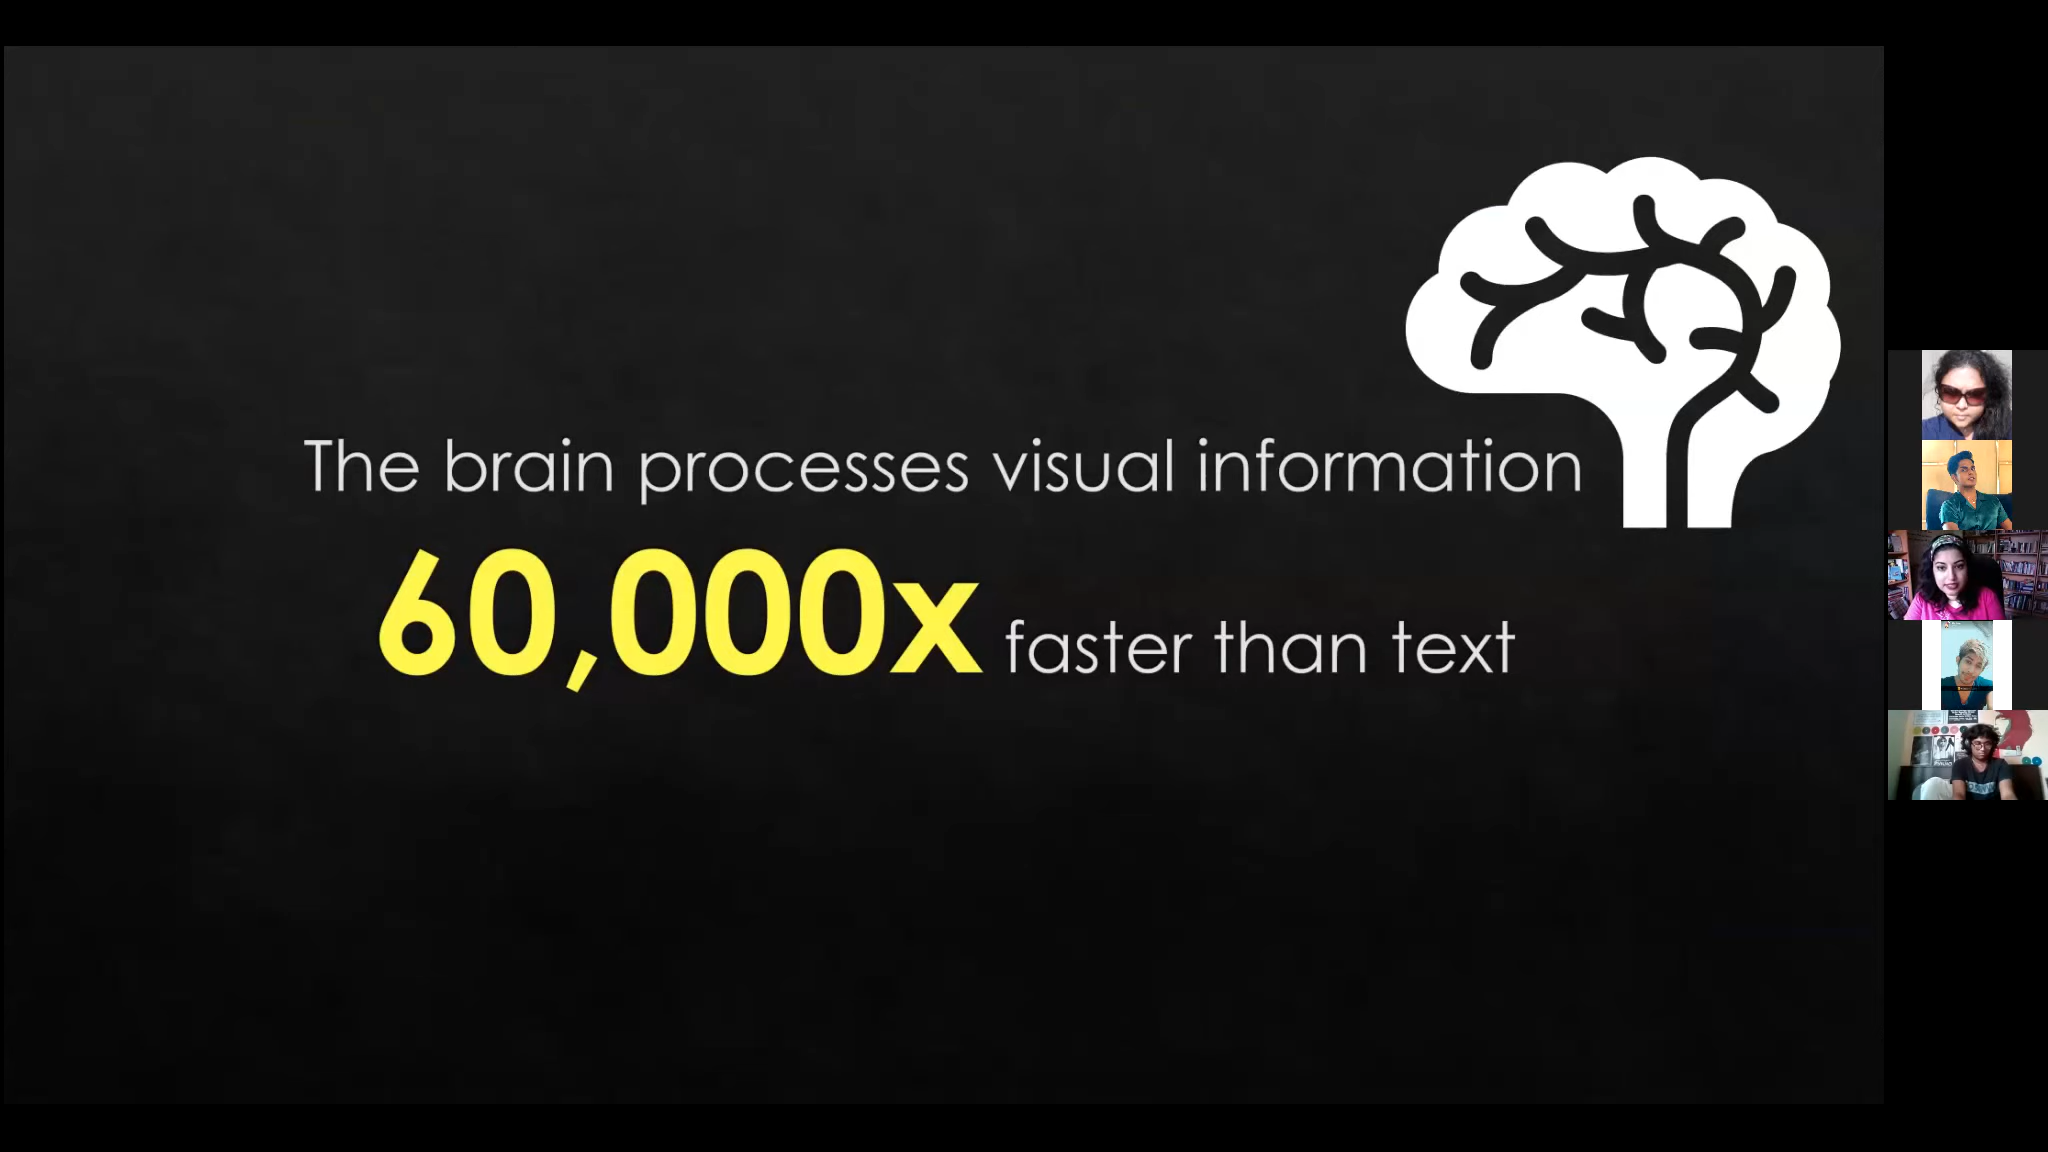 The brain processes visual information
60,000x faster than text